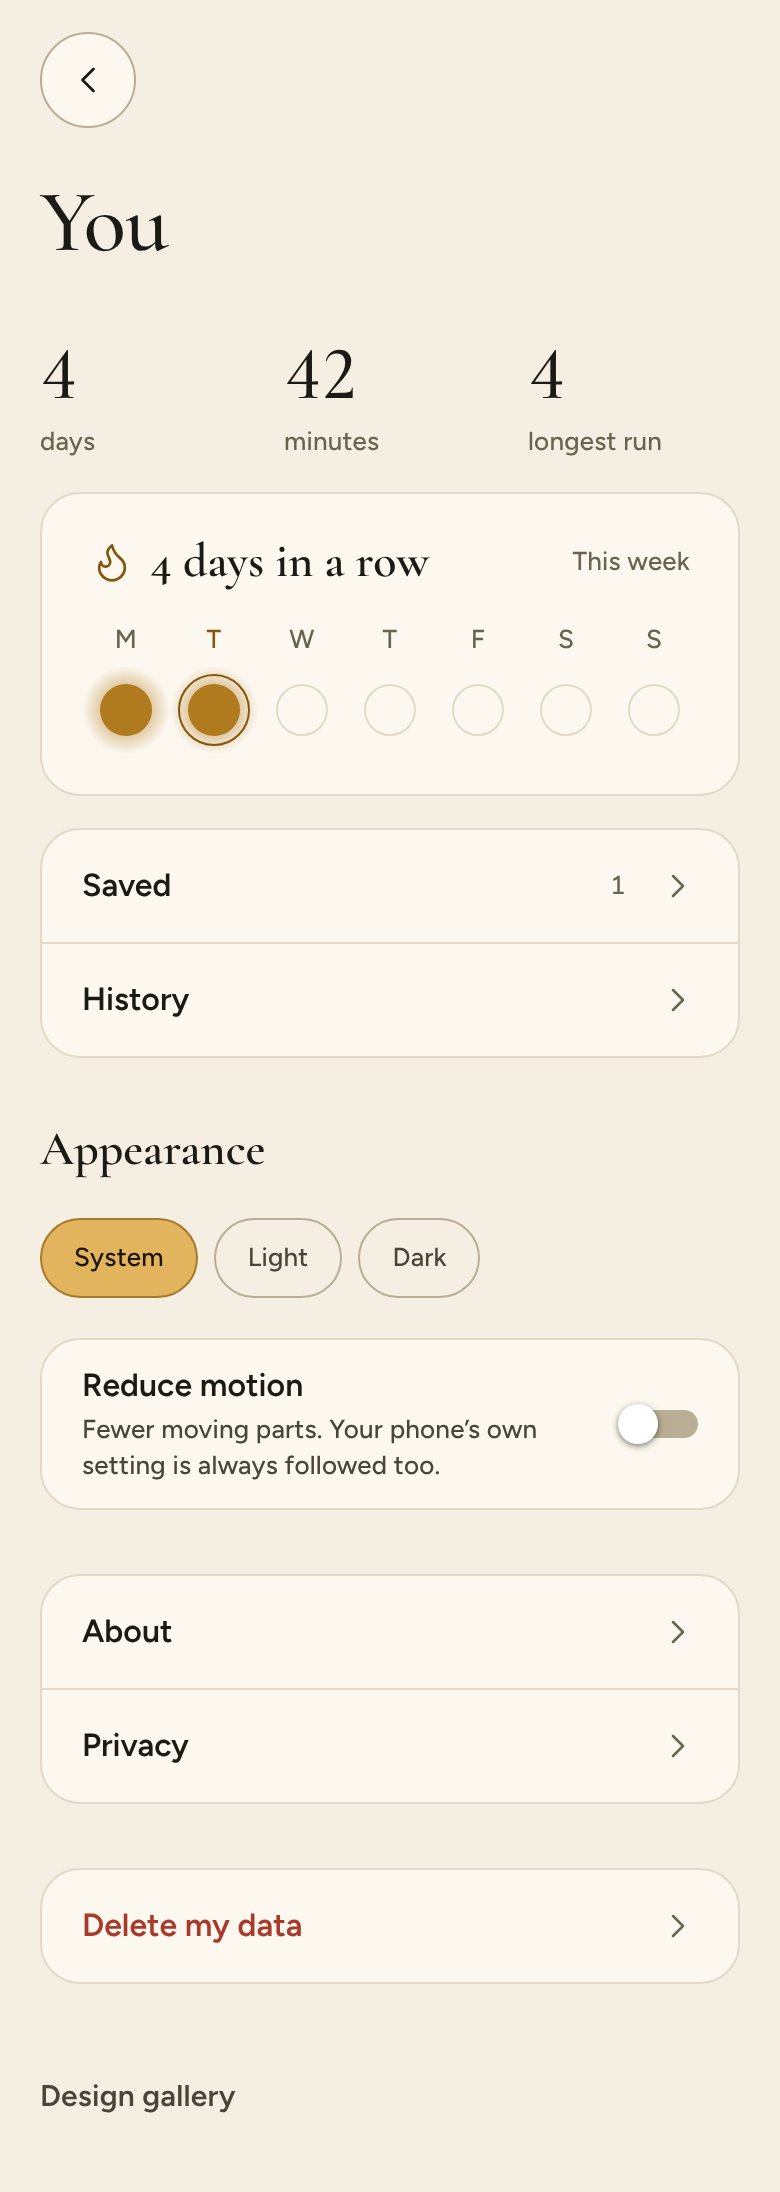 You
4 42 4
days minutes longest run
4 days in a row This week
M T W T F S S
Saved 1
History
Appearance
System Light Dark
Reduce motion
Fewer moving parts. Your phone’s own
setting is always followed too.
About
Privacy
Delete my data
Design gallery